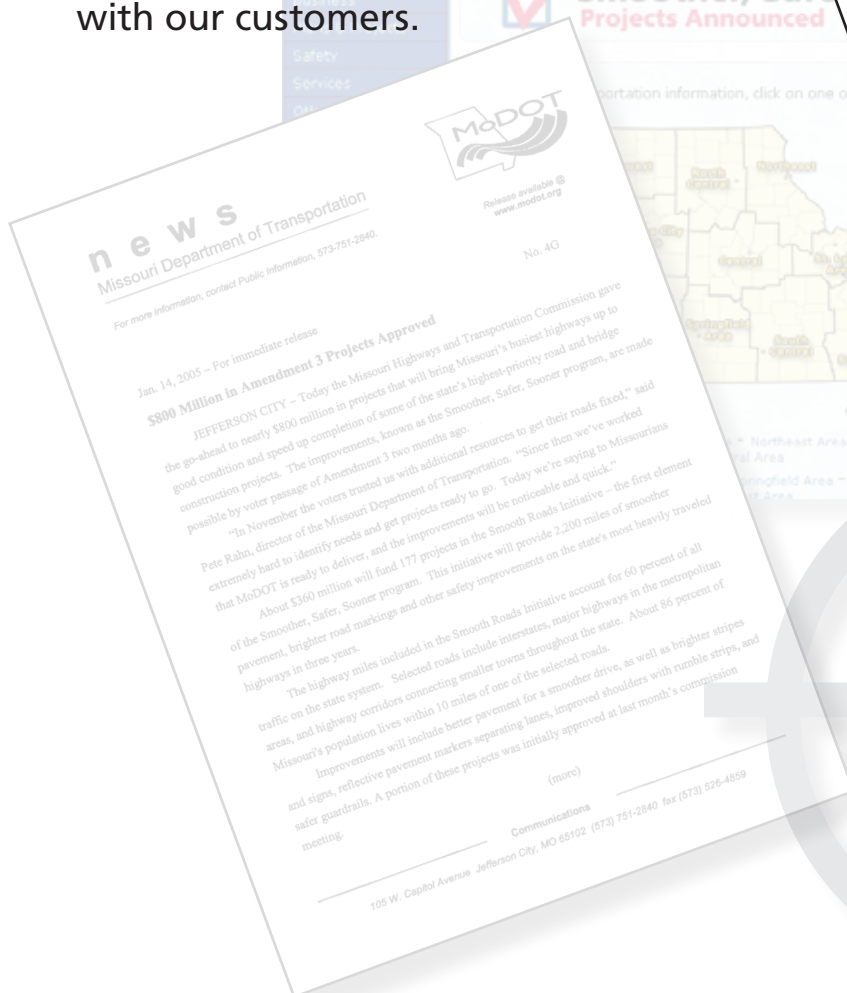 with our customers.
Business
Safety
Services
Projects Announced
ortation information, click on one o
North
Central
Northeast
Central
Springfield
Area
South
Central
Northeast Area
ral Area
pringfield Area
MoDOT
Release available @
www.modot.org
news
Missouri Department of Transportation
For more information, contact Public Information, 573-751-2840.
No. 4G
Jan. 14, 2005 – For immediate release
$800 Million in Amendment 3 Projects Approved
JEFFERSON CITY – Today the Missouri Highways and Transportation Commission gave
the go-ahead to nearly $800 million in projects that will bring Missouri's busiest highways up to
good condition and speed up completion of some of the state's highest-priority road and bridge
construction projects. The improvements, known as the Smoother, Safer, Sooner program, are made
possible by voter passage of Amendment 3 two months ago.
"In November the voters trusted us with additional resources to get their roads fixed," said
Pete Rahn, director of the Missouri Department of Transportation. "Since then we've worked
extremely hard to identify needs and get projects ready to go. Today we're saying to Missourians
that MoDOT is ready to deliver, and the improvements will be noticeable and quick."
About $360 million will fund 177 projects in the Smooth Roads Initiative – the first element
of the Smoother, Safer, Sooner program. This initiative will provide 2,200 miles of smoother
pavement, brighter road markings and other safety improvements on the state's most heavily traveled
highways in three years.
The highway miles included in the Smooth Roads Initiative account for 60 percent of all
traffic on the state system. Selected roads include interstates, major highways in the metropolitan
areas, and highway corridors connecting smaller towns throughout the state. About 86 percent of
Missouri's population lives within 10 miles of one of the selected roads.
Improvements will include better pavement for a smoother drive, as well as brighter stripes
and signs, reflective pavement markers separating lanes, improved shoulders with rumble strips, and
safer guardrails. A portion of these projects was initially approved at last month's commission
meeting.
(more)
Communications
105 W. Capitol Avenue Jefferson City, MO 65102 (573) 751-2840 fax (573) 526-4859